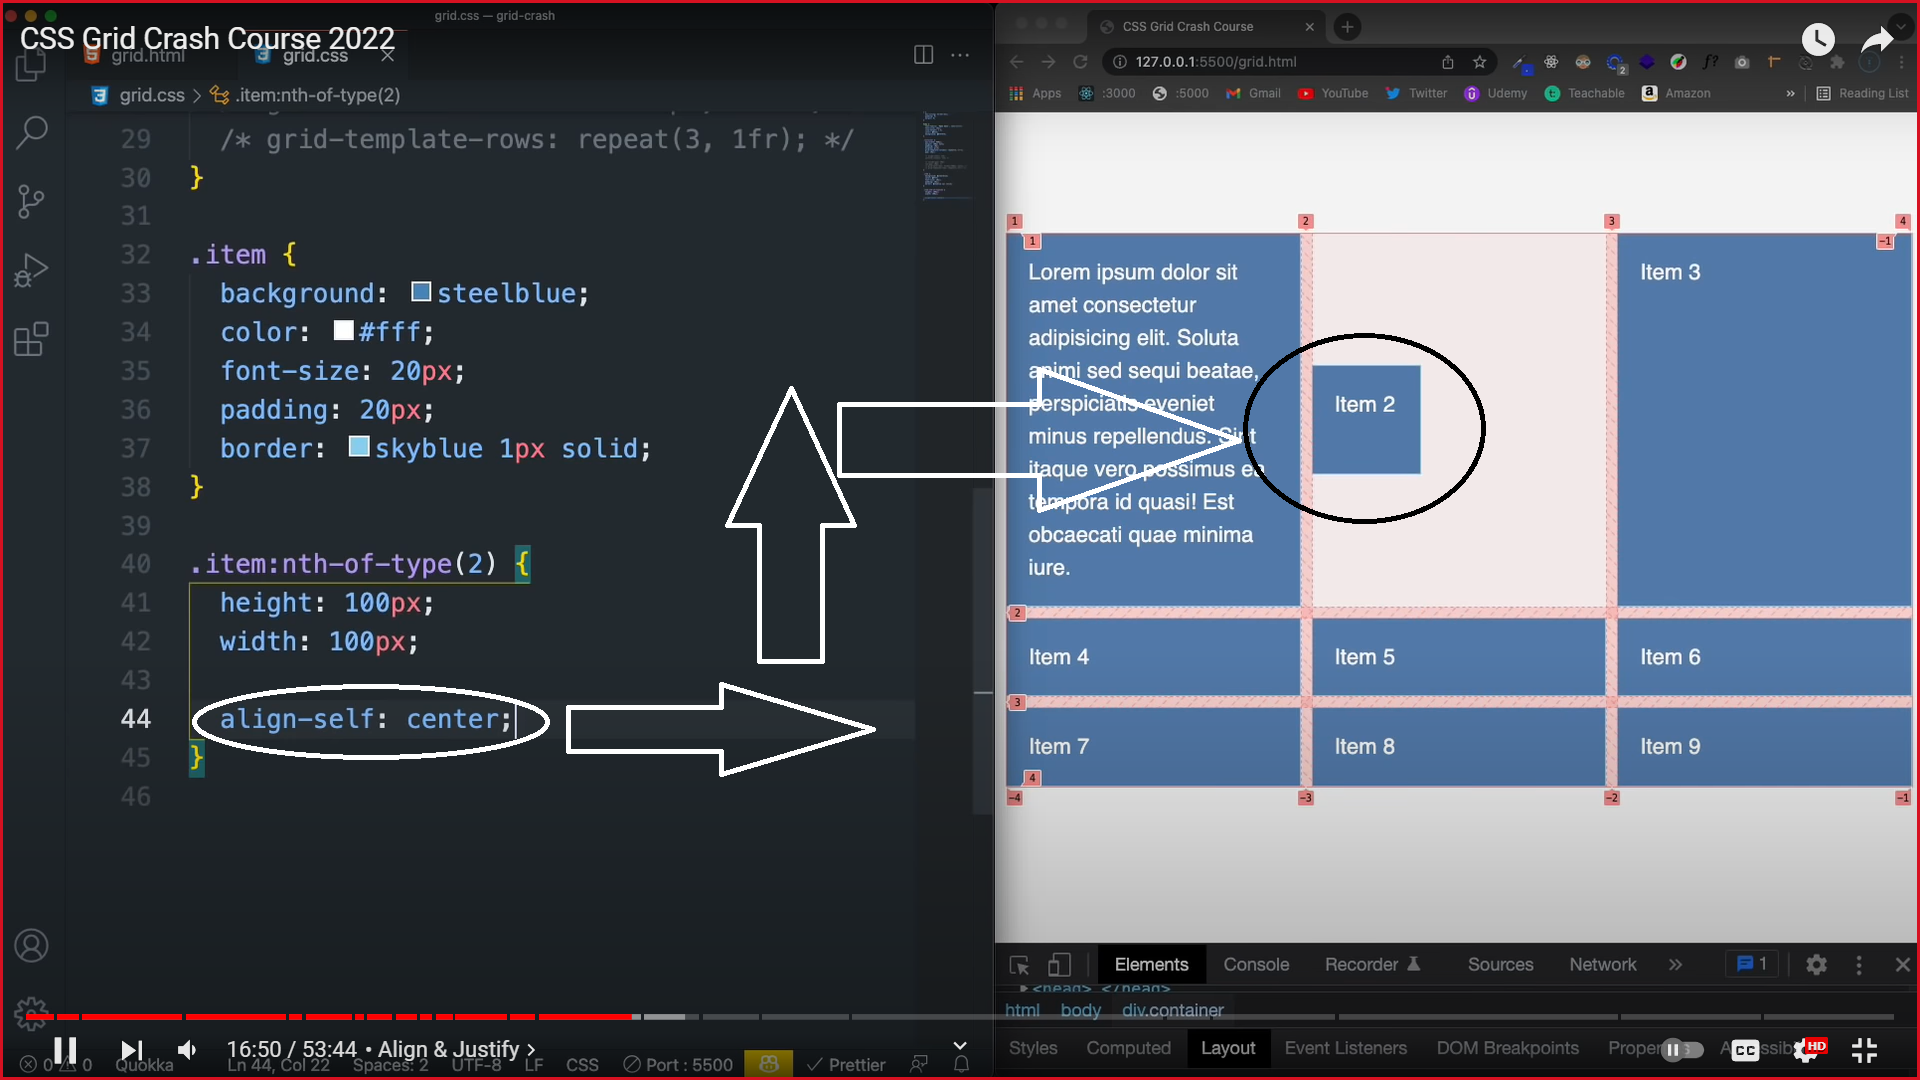 grid.css — grid-crash
CSS Grid Crash Course 2022
grid.html
grid.css
grid.css > .item:nth-of-type(2)
29 /* grid-template-rows: repeat(3, 1fr); */
30 }
31
32 .item {
33 background: steelblue;
34 color: #fff;
35 font-size: 20px;
36 padding: 20px;
37 border: skyblue 1px solid;
38 }
39
40 .item:nth-of-type(2) {
41 height: 100px;
42 width: 100px;
43
44 align-self: center;
45 }
46
CSS Grid Crash Course
127.0.0.1:5500/grid.html
f?
2
Apps :3000 :5000 Gmail YouTube Twitter Udemy Teachable Amazon » Reading List
1 2 3 4
1 -1
Lorem ipsum dolor sit
amet consectetur
adipisicing elit. Soluta
animi sed sequi beatae,
perspiciatis eveniet
minus repellendus. Sint
itaque vero possimus ea
tempora id quasi! Est
obcaecati quae minima
iure.
Item 2
Item 3
2
Item 4 Item 5 Item 6
3
Item 7 Item 8 Item 9
4
-4 -3 -2 -1
Elements Console Recorder Sources Network » 1
<head> </head>
html body div.container
Styles Computed Layout Event Listeners DOM Breakpoints
CC HD
16:50 / 53:44 • Align & Justify >
0 0 Quokka Ln 44, Col 22 Spaces: 2 UTF-8 LF CSS Port : 5500 Prettier